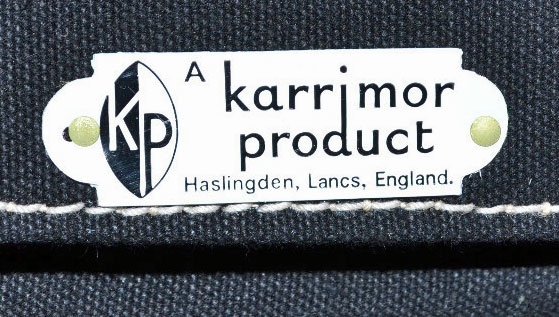 KP
A karrimor
product
Haslingden, Lancs, England.